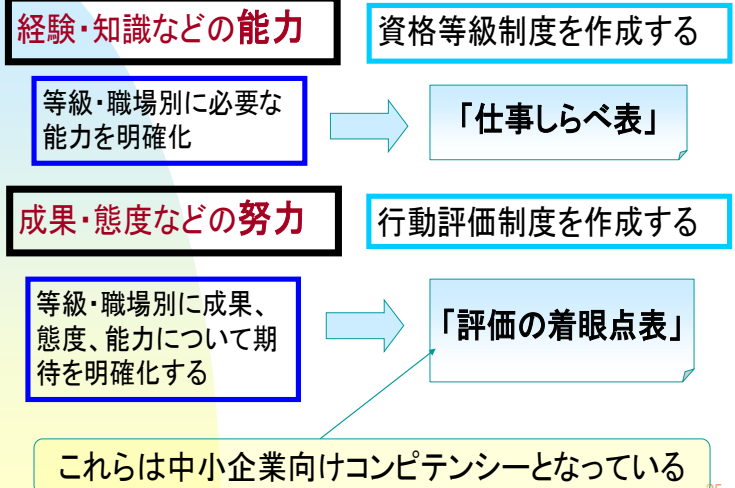 経験・知識などの能力
資格等級制度を作成する
等級・職場別に必要な
能力を明確化
「仕事しらべ表」
成果・態度などの努力
行動評価制度を作成する
等級・職場別に成果、
態度、能力について期
待を明確化する
「評価の着眼点表」
これらは中小企業向けコンピテンシーとなっている